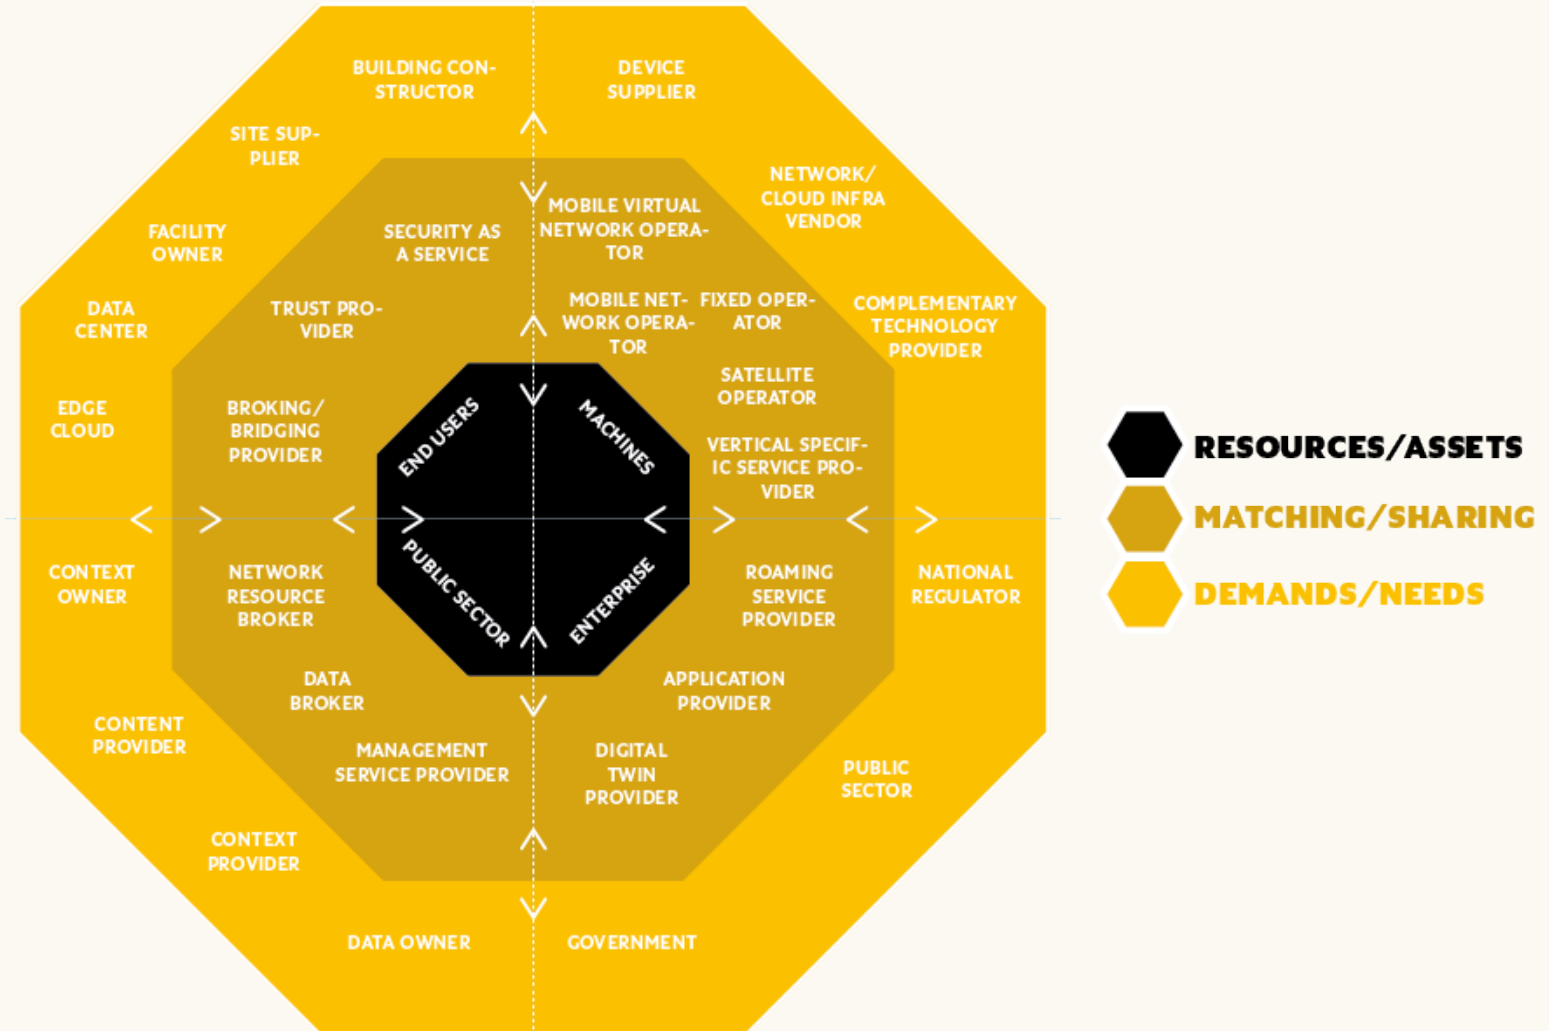 BUILDING CON-
STRUCTOR
DEVICE
SUPPLIER
SITE SUP-
PLIER
NETWORK/
CLOUD INFRA
VENDOR
FACILITY
OWNER
SECURITY AS
A SERVICE
MOBILE VIRTUAL
NETWORK OPERA-
TOR
DATA
CENTER
TRUST PRO-
VIDER
MOBILE NET-
WORK OPERA-
TOR
FIXED OPER-
ATOR
COMPLEMENTARY
TECHNOLOGY
PROVIDER
SATELLITE
OPERATOR
EDGE
CLOUD
BROKING/
BRIDGING
PROVIDER
END USERS
MACHINES
VERTICAL SPECIF-
IC SERVICE PRO-
VIDER
CONTEXT
OWNER
NETWORK
RESOURCE
BROKER
PUBLIC SECTOR
ENTERPRISE
ROAMING
SERVICE
PROVIDER
NATIONAL
REGULATOR
DATA
BROKER
APPLICATION
PROVIDER
CONTENT
PROVIDER
MANAGEMENT
SERVICE PROVIDER
DIGITAL
TWIN
PROVIDER
PUBLIC
SECTOR
CONTEXT
PROVIDER
DATA OWNER
GOVERNMENT
RESOURCES/ASSETS
MATCHING/SHARING
DEMANDS/NEEDS